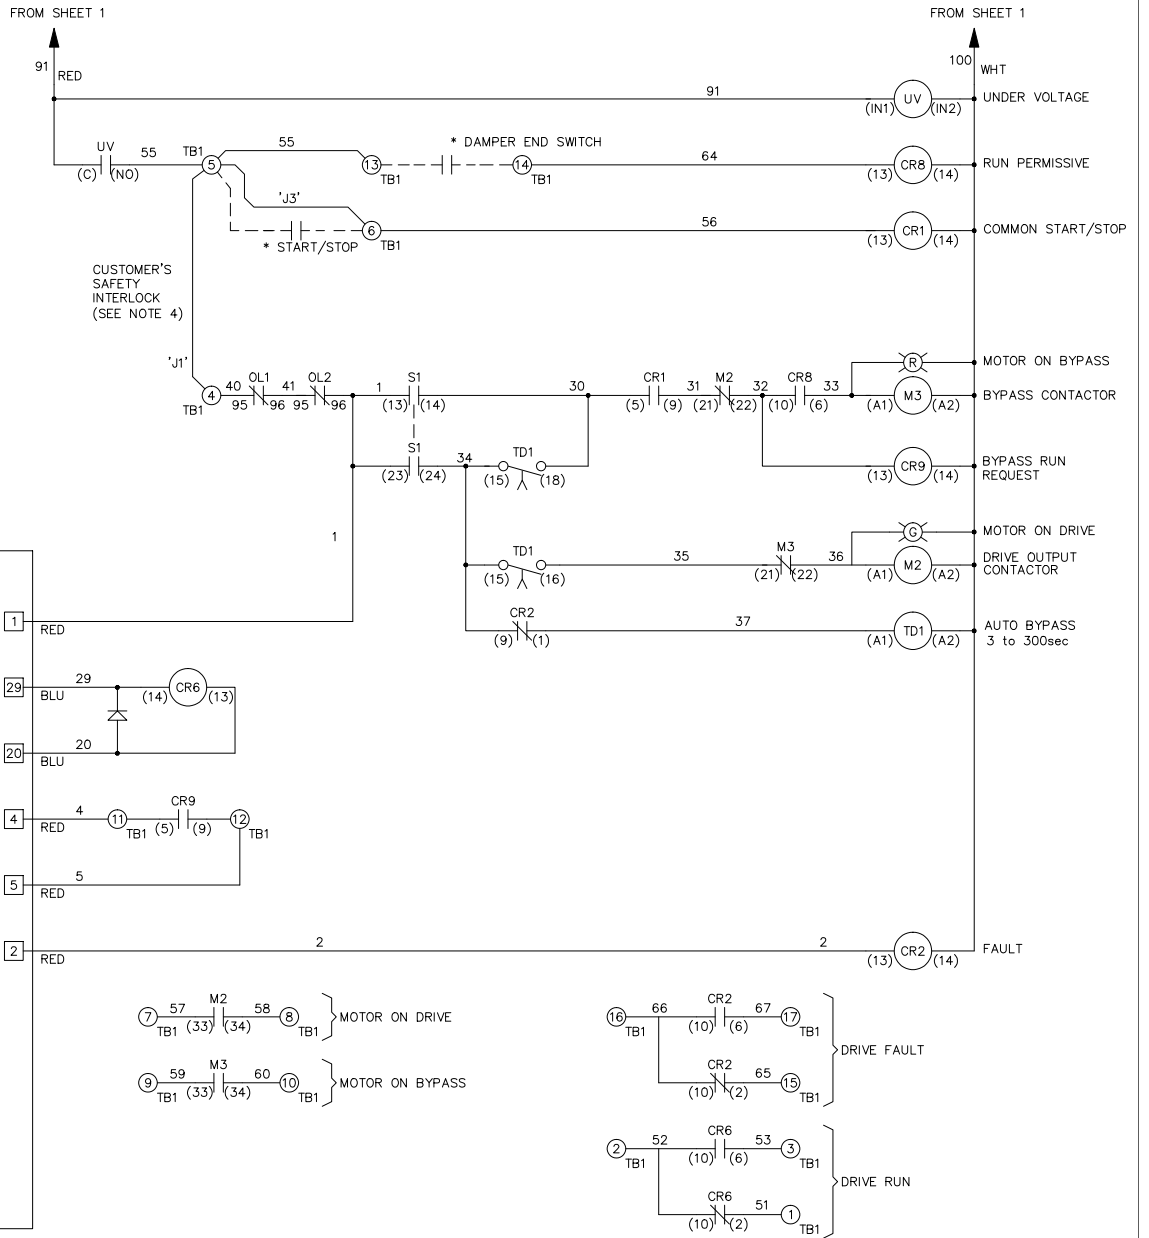 FROM SHEET 1
FROM SHEET 1
91
RED
100
WHT
91
(IN1)
UV
(IN2)
UNDER VOLTAGE
UV
(C)
(NO)
55
TB1
5
55
13
TB1
* DAMPER END SWITCH
14
TB1
64
(13)
CR8
(14)
RUN PERMISSIVE
'J3'
* START/STOP
6
TB1
56
(13)
CR1
(14)
COMMON START/STOP
CUSTOMER'S
SAFETY
INTERLOCK
(SEE NOTE 4)
'J1'
4
TB1
40
OL1
95
96
41
OL2
95
96
1
S1
(13)
(14)
30
CR1
(5)
(9)
31
M2
(21)
(22)
32
CR8
(10)
(6)
33
R
MOTOR ON BYPASS
(A1)
M3
(A2)
BYPASS CONTACTOR
S1
(23)
(24)
34
TD1
(15)
(18)
(13)
CR9
(14)
BYPASS RUN
REQUEST
1
TD1
(15)
(16)
35
M3
(21)
(22)
36
G
MOTOR ON DRIVE
(A1)
M2
(A2)
DRIVE OUTPUT
CONTACTOR
1
RED
CR2
(9)
(1)
37
(A1)
TD1
(A2)
AUTO BYPASS
3 to 300sec
29
BLU
29
(14)
CR6
(13)
20
BLU
20
4
RED
4
11
TB1
CR9
(5)
(9)
12
TB1
5
RED
5
2
RED
2
2
(13)
CR2
(14)
FAULT
7
TB1
57
M2
(33)
(34)
58
8
TB1
MOTOR ON DRIVE
9
TB1
59
M3
(33)
(34)
60
10
TB1
MOTOR ON BYPASS
16
TB1
66
CR2
(10)
(6)
67
17
TB1
CR2
(10)
(2)
65
15
TB1
DRIVE FAULT
2
TB1
52
CR6
(10)
(6)
53
3
TB1
CR6
(10)
(2)
51
1
TB1
DRIVE RUN